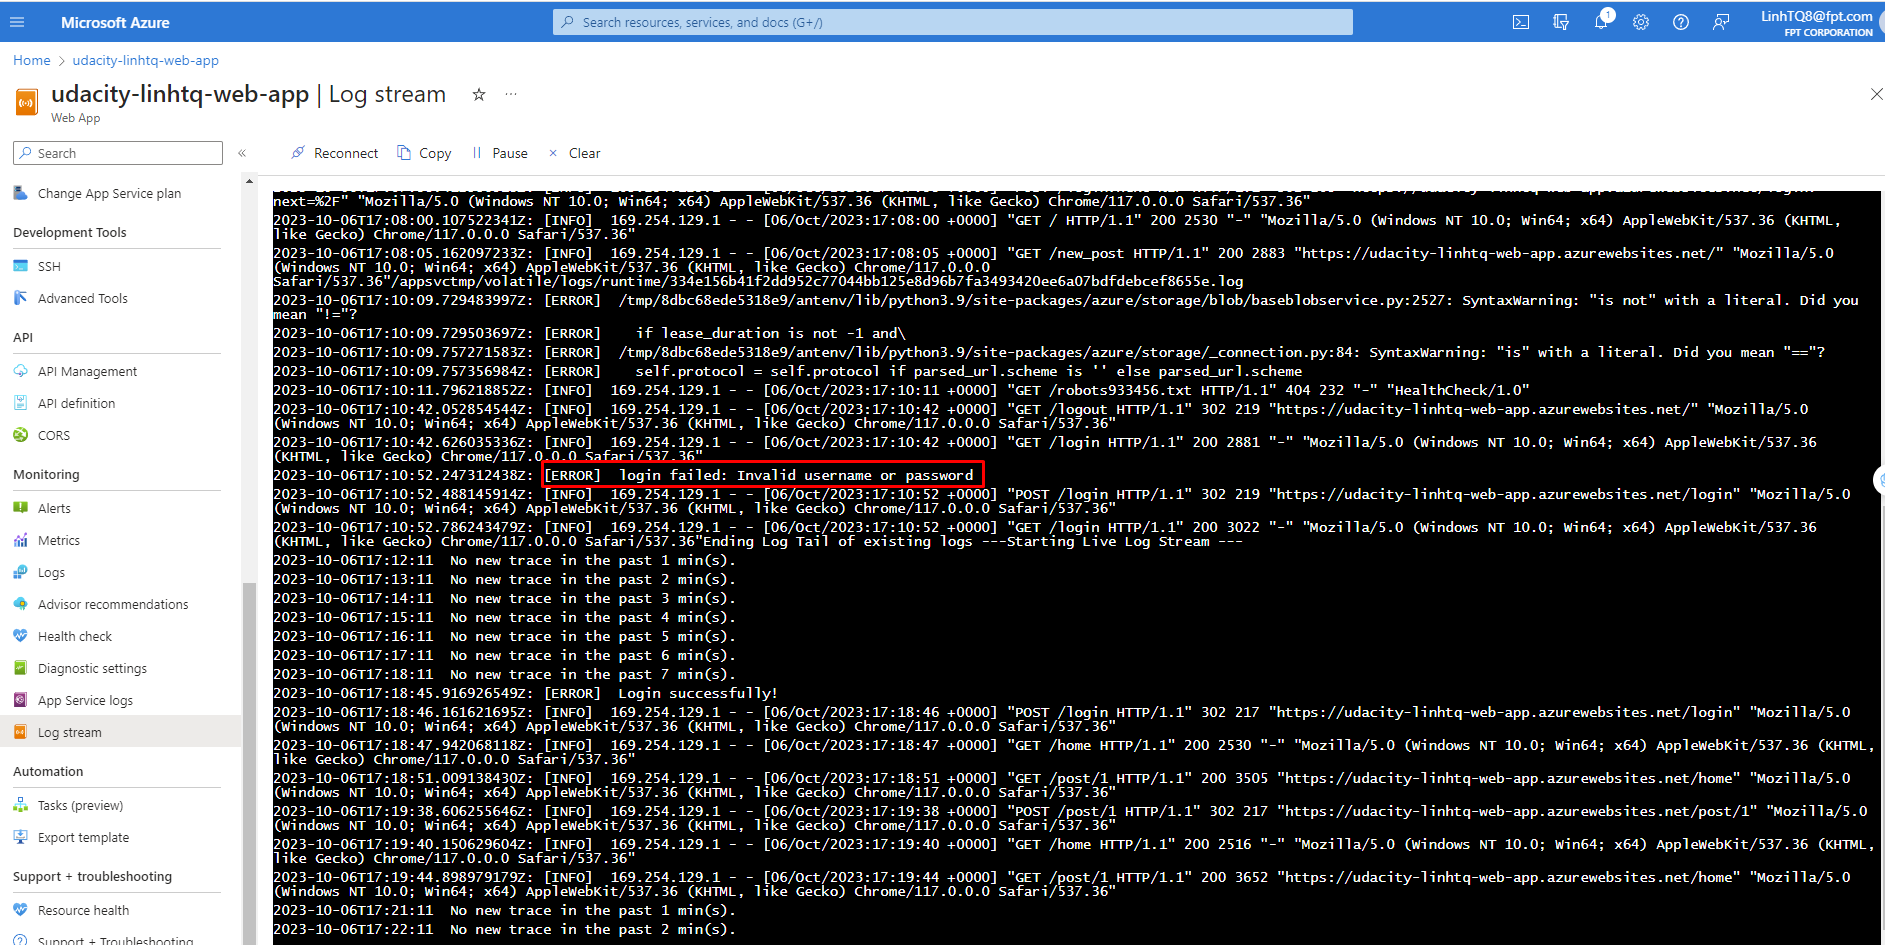 Microsoft Azure
Search resources, services, and docs (G+/)
1
LinhTQ8@fpt.com
FPT CORPORATION
Home > udacity-linhtq-web-app
udacity-linhtq-web-app | Log stream
Web App
Search
Reconnect Copy Pause Clear
Change App Service plan
Development Tools
SSH
Advanced Tools
API
API Management
API definition
CORS
Monitoring
Alerts
Metrics
Logs
Advisor recommendations
Health check
Diagnostic settings
App Service logs
Log stream
Automation
Tasks (preview)
Export template
Support + troubleshooting
Resource health
Support + Troubleshooting
next=%2F" "Mozilla/5.0 (Windows NT 10.0; Win64; x64) AppleWebKit/537.36 (KHTML, like Gecko) Chrome/117.0.0.0 Safari/537.36"
2023-10-06T17:08:00.107522341Z: [INFO] 169.254.129.1 - - [06/Oct/2023:17:08:00 +0000] "GET / HTTP/1.1" 200 2530 "-" "Mozilla/5.0 (Windows NT 10.0; Win64; x64) AppleWebKit/537.36 (KHTML,
like Gecko) Chrome/117.0.0.0 Safari/537.36"
2023-10-06T17:08:05.162097233Z: [INFO] 169.254.129.1 - - [06/Oct/2023:17:08:05 +0000] "GET /new_post HTTP/1.1" 200 2883 "https://udacity-linhtq-web-app.azurewebsites.net/" "Mozilla/5.0
(Windows NT 10.0; Win64; x64) AppleWebKit/537.36 (KHTML, like Gecko) Chrome/117.0.0.0
Safari/537.36"/appsvctmp/volatile/logs/runtime/334e156b41f2dd952c77044bb125e8d96b7fa3493420ee6a07bdfdebcef8655e.log
2023-10-06T17:10:09.729483997Z: [ERROR] /tmp/8dbc68ede5318e9/antenv/lib/python3.9/site-packages/azure/storage/blob/baseblobservice.py:2527: SyntaxWarning: "is not" with a literal. Did you
mean "!="?
2023-10-06T17:10:09.729503697Z: [ERROR] if lease_duration is not -1 and\
2023-10-06T17:10:09.757271583Z: [ERROR] /tmp/8dbc68ede5318e9/antenv/lib/python3.9/site-packages/azure/storage/_connection.py:84: SyntaxWarning: "is" with a literal. Did you mean "=="?
2023-10-06T17:10:09.757356984Z: [ERROR] self.protocol = self.protocol if parsed_url.scheme is '' else parsed_url.scheme
2023-10-06T17:10:11.796218852Z: [INFO] 169.254.129.1 - - [06/Oct/2023:17:10:11 +0000] "GET /robots933456.txt HTTP/1.1" 404 232 "-" "HealthCheck/1.0"
2023-10-06T17:10:42.052854544Z: [INFO] 169.254.129.1 - - [06/Oct/2023:17:10:42 +0000] "GET /logout HTTP/1.1" 302 219 "https://udacity-linhtq-web-app.azurewebsites.net/" "Mozilla/5.0
(Windows NT 10.0; Win64; x64) AppleWebKit/537.36 (KHTML, like Gecko) Chrome/117.0.0.0 Safari/537.36"
2023-10-06T17:10:42.626035336Z: [INFO] 169.254.129.1 - - [06/Oct/2023:17:10:42 +0000] "GET /login HTTP/1.1" 200 2881 "-" "Mozilla/5.0 (Windows NT 10.0; Win64; x64) AppleWebKit/537.36
(KHTML, like Gecko) Chrome/117.0.0.0 Safari/537.36"
2023-10-06T17:10:52.247312438Z: [ERROR] login failed: Invalid username or password
2023-10-06T17:10:52.488145914Z: [INFO] 169.254.129.1 - - [06/Oct/2023:17:10:52 +0000] "POST /login HTTP/1.1" 302 219 "https://udacity-linhtq-web-app.azurewebsites.net/login" "Mozilla/5.0
(Windows NT 10.0; Win64; x64) AppleWebKit/537.36 (KHTML, like Gecko) Chrome/117.0.0.0 Safari/537.36"
2023-10-06T17:10:52.786243479Z: [INFO] 169.254.129.1 - - [06/Oct/2023:17:10:52 +0000] "GET /login HTTP/1.1" 200 3022 "-" "Mozilla/5.0 (Windows NT 10.0; Win64; x64) AppleWebKit/537.36
(KHTML, like Gecko) Chrome/117.0.0.0 Safari/537.36"Ending Log Tail of existing logs ---Starting Live Log Stream ---
2023-10-06T17:12:11 No new trace in the past 1 min(s).
2023-10-06T17:13:11 No new trace in the past 2 min(s).
2023-10-06T17:14:11 No new trace in the past 3 min(s).
2023-10-06T17:15:11 No new trace in the past 4 min(s).
2023-10-06T17:16:11 No new trace in the past 5 min(s).
2023-10-06T17:17:11 No new trace in the past 6 min(s).
2023-10-06T17:18:11 No new trace in the past 7 min(s).
2023-10-06T17:18:45.916926549Z: [ERROR] Login successfully!
2023-10-06T17:18:46.161621695Z: [INFO] 169.254.129.1 - - [06/Oct/2023:17:18:46 +0000] "POST /login HTTP/1.1" 302 217 "https://udacity-linhtq-web-app.azurewebsites.net/login" "Mozilla/5.0
(Windows NT 10.0; Win64; x64) AppleWebKit/537.36 (KHTML, like Gecko) Chrome/117.0.0.0 Safari/537.36"
2023-10-06T17:18:47.942068118Z: [INFO] 169.254.129.1 - - [06/Oct/2023:17:18:47 +0000] "GET /home HTTP/1.1" 200 2530 "-" "Mozilla/5.0 (Windows NT 10.0; Win64; x64) AppleWebKit/537.36 (KHTML,
like Gecko) Chrome/117.0.0.0 Safari/537.36"
2023-10-06T17:18:51.009138430Z: [INFO] 169.254.129.1 - - [06/Oct/2023:17:18:51 +0000] "GET /post/1 HTTP/1.1" 200 3505 "https://udacity-linhtq-web-app.azurewebsites.net/home" "Mozilla/5.0
(Windows NT 10.0; Win64; x64) AppleWebKit/537.36 (KHTML, like Gecko) Chrome/117.0.0.0 Safari/537.36"
2023-10-06T17:19:38.606255646Z: [INFO] 169.254.129.1 - - [06/Oct/2023:17:19:38 +0000] "POST /post/1 HTTP/1.1" 302 217 "https://udacity-linhtq-web-app.azurewebsites.net/post/1" "Mozilla/5.0
(Windows NT 10.0; Win64; x64) AppleWebKit/537.36 (KHTML, like Gecko) Chrome/117.0.0.0 Safari/537.36"
2023-10-06T17:19:40.150629604Z: [INFO] 169.254.129.1 - - [06/Oct/2023:17:19:40 +0000] "GET /home HTTP/1.1" 200 2516 "-" "Mozilla/5.0 (Windows NT 10.0; Win64; x64) AppleWebKit/537.36 (KHTML,
like Gecko) Chrome/117.0.0.0 Safari/537.36"
2023-10-06T17:19:44.898979179Z: [INFO] 169.254.129.1 - - [06/Oct/2023:17:19:44 +0000] "GET /post/1 HTTP/1.1" 200 3652 "https://udacity-linhtq-web-app.azurewebsites.net/home" "Mozilla/5.0
(Windows NT 10.0; Win64; x64) AppleWebKit/537.36 (KHTML, like Gecko) Chrome/117.0.0.0 Safari/537.36"
2023-10-06T17:21:11 No new trace in the past 1 min(s).
2023-10-06T17:22:11 No new trace in the past 2 min(s).